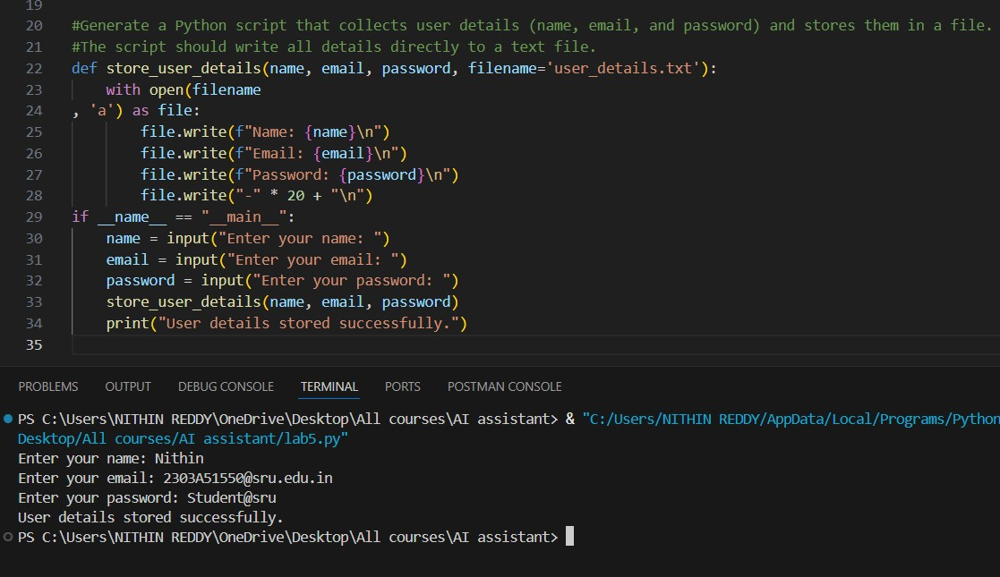 19
20 #Generate a Python script that collects user details (name, email, and password) and stores them in a file.
21 #The script should write all details directly to a text file.
22 def store_user_details(name, email, password, filename='user_details.txt'):
23     with open(filename
24 , 'a') as file:
25         file.write(f"Name: {name}\n")
26         file.write(f"Email: {email}\n")
27         file.write(f"Password: {password}\n")
28         file.write("-" * 20 + "\n")
29 if __name__ == "__main__":
30     name = input("Enter your name: ")
31     email = input("Enter your email: ")
32     password = input("Enter your password: ")
33     store_user_details(name, email, password)
34     print("User details stored successfully.")
35
PROBLEMS OUTPUT DEBUG CONSOLE TERMINAL PORTS POSTMAN CONSOLE
PS C:\Users\NITHIN REDDY\OneDrive\Desktop\All courses\AI assistant> & "C:/Users/NITHIN REDDY/AppData/Local/Programs/Python
Desktop/All courses/AI assistant/lab5.py"
Enter your name: Nithin
Enter your email: 2303A51550@sru.edu.in
Enter your password: Student@sru
User details stored successfully.
PS C:\Users\NITHIN REDDY\OneDrive\Desktop\All courses\AI assistant>